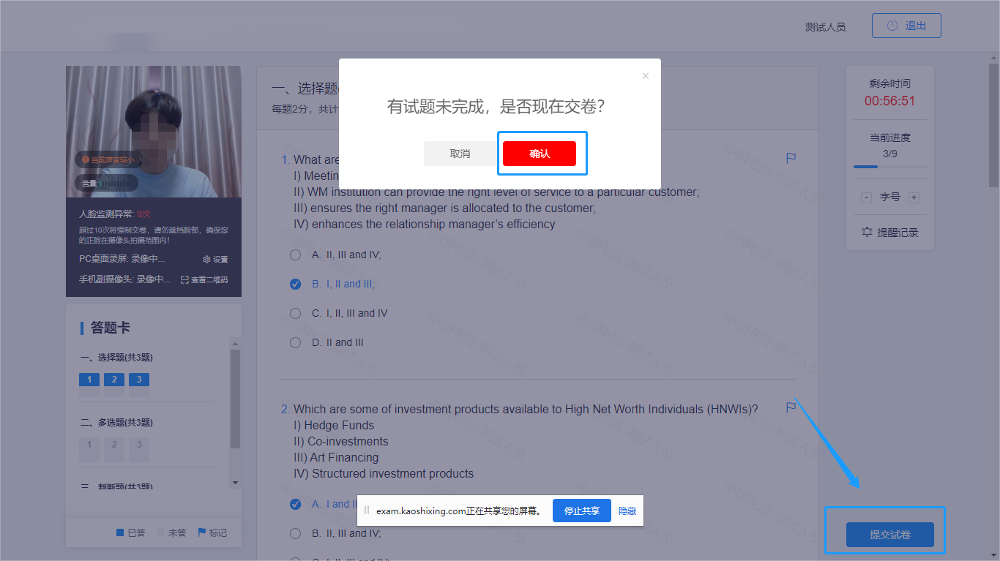 测试人员
退出
当前声音较小
音量
人脸监测异常: 0次
超过10次将强制交卷，请勿遮挡脸部，确保您
的正脸在摄像头拍摄范围内！
PC桌面录屏: 录像中...
设置
手机副摄像头: 录像中...
查看二维码
答题卡
一、选择题(共3题)
1 2 3
二、多选题(共3题)
1 2 3
三、判断题(共3题)
已答 未答 标记
一、选择题(
每题2分，共计
×
有试题未完成，是否现在交卷?
取消 确认
1. What are
I) Meetin
II) WM institution can provide the right level of service to a particular customer;
III) ensures the right manager is allocated to the customer;
IV) enhances the relationship manager's efficiency
A. II, III and IV;
B. I, II and III;
C. I, II, III and IV
D. II and III
2. Which are some of investment products available to High Net Worth Individuals (HNWIs)?
I) Hedge Funds
II) Co-investments
III) Art Financing
IV) Structured investment products
A. I and II
B. II, III and IV;
C. I, II, III and IV;
exam.kaoshixing.com正在共享您的屏幕。
停止共享 隐藏
剩余时间
00:56:51
当前进度
3/9
- 字号 +
提醒记录
提交试卷
中国电信-测试人员